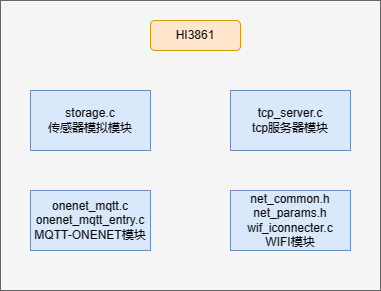 HI3861
storage.c
传感器模拟模块
tcp_server.c
tcp服务器模块
onenet_mqtt.c
onenet_mqtt_entry.c
MQTT-ONENET模块
net_common.h
net_params.h
wif_iconnecter.c
WIFI模块